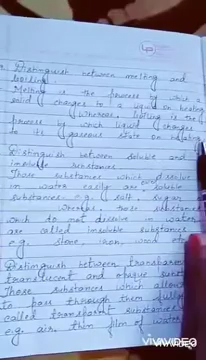 Distinguish between melting and
boiling.
Melting is the process by which a
solid changes to a liquid on heating
Whereas, boiling is the
process by which liquid changes
to its gaseous state on heating
Distinguish between soluble and
insoluble substances
Those substances which dissolve
in water easily are soluble
substances e.g. salt, sugar
Whereas, those substances
which do not dissolve in water,
are called insoluble substances
e.g. stone, iron, wood etc
Distinguish between transparent
translucent and opaque
Those substances which allow
to pass through them fully
called transparent substances
e.g. air, thin film of water
VIVAVIDEO